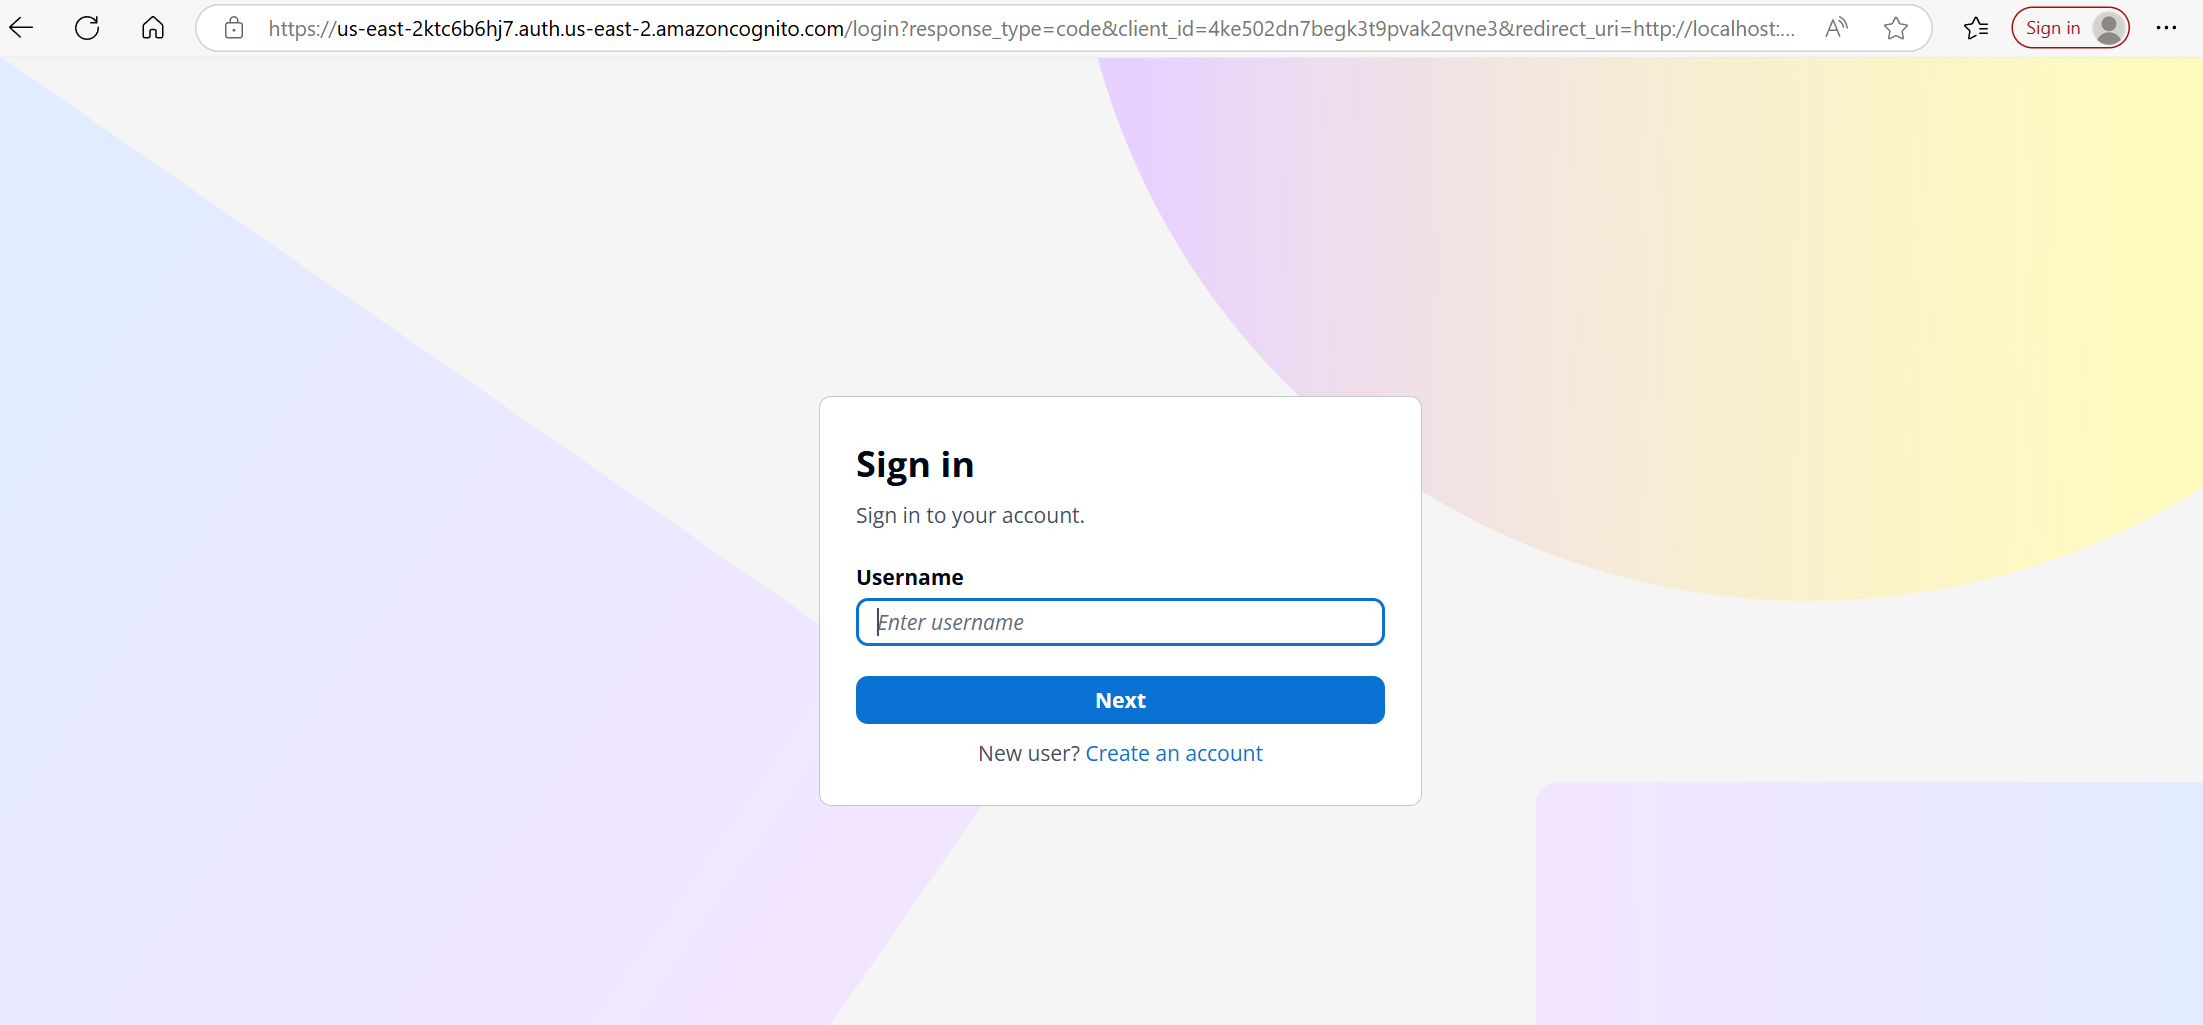 https://us-east-2ktc6b6hj7.auth.us-east-2.amazoncognito.com/login?response_type=code&client_id=4ke502dn7begk3t9pvak2qvne3&redirect_uri=http://localhost:...
Sign in
Sign in
Sign in to your account.
Username
Enter username
Next
New user? Create an account